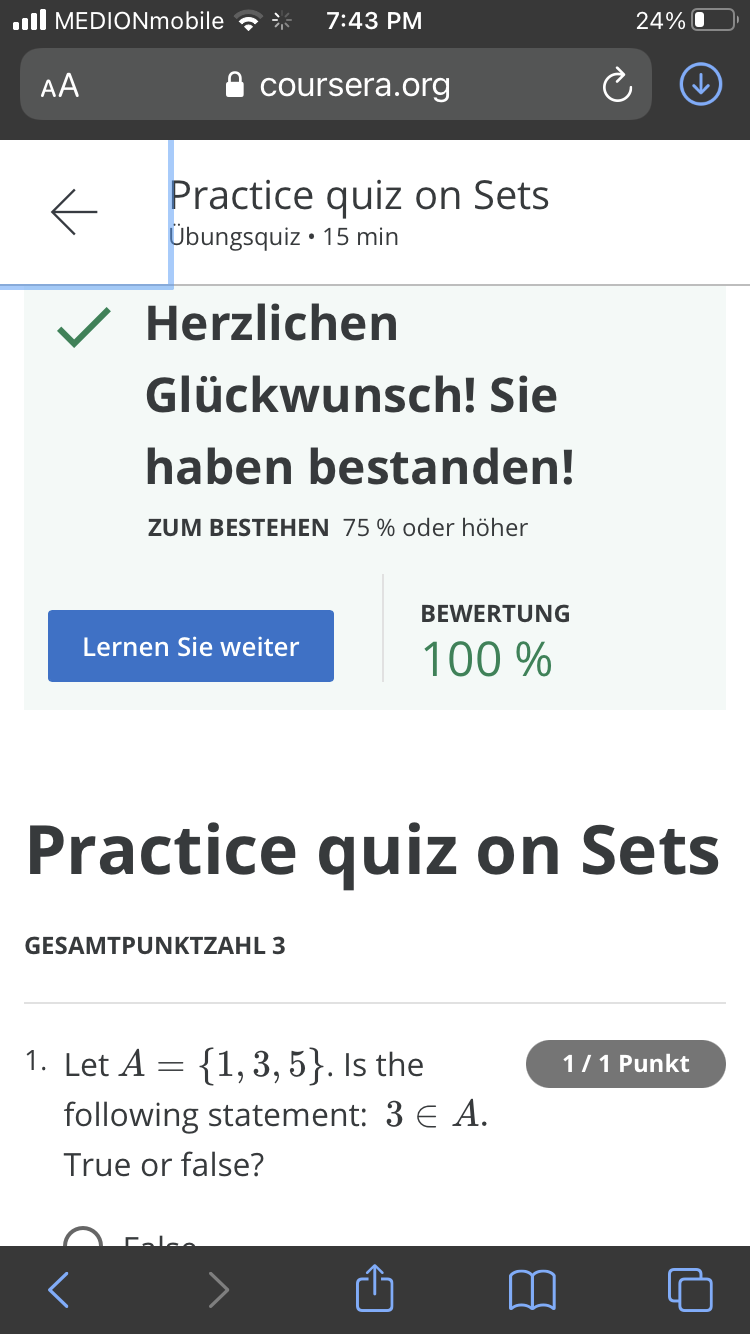 MEDIONmobile 7:43 PM 24%
AA coursera.org
Practice quiz on Sets
Übungsquiz • 15 min
Herzlichen
Glückwunsch! Sie
haben bestanden!
ZUM BESTEHEN 75 % oder höher
Lernen Sie weiter
BEWERTUNG
100 %
Practice quiz on Sets
GESAMTPUNKTZAHL 3
1. Let A = {1, 3, 5}. Is the
following statement: 3 ∈ A.
True or false?
1 / 1 Punkt
False